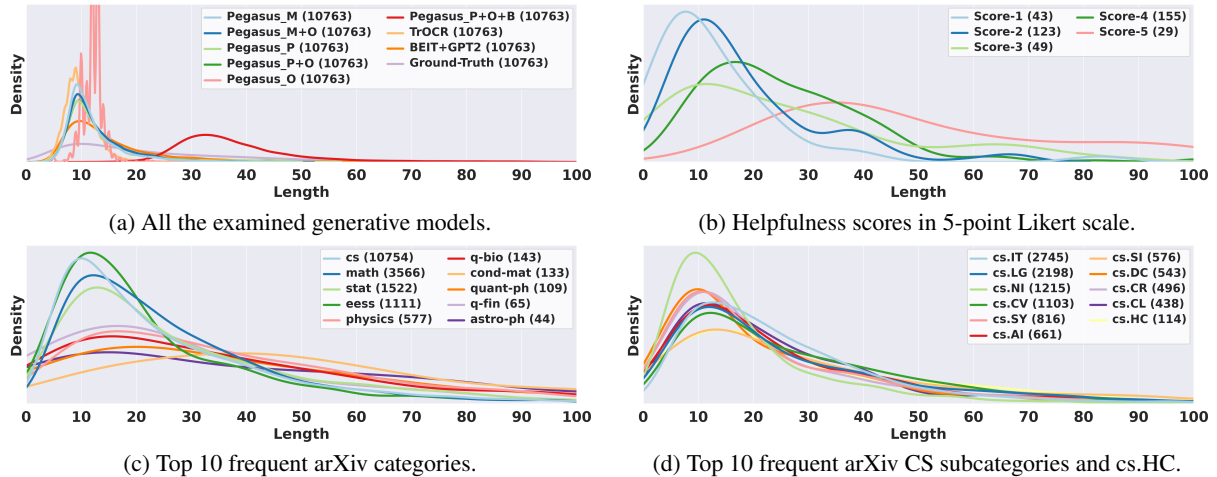 Density
Pegasus_M (10763)
Pegasus_M+O (10763)
Pegasus_P (10763)
Pegasus_P+O (10763)
Pegasus_O (10763)
Pegasus_P+O+B (10763)
TrOCR (10763)
BEIT+GPT2 (10763)
Ground-Truth (10763)
0 10 20 30 40 50 60 70 80 90 100
Length
(a) All the examined generative models.
Density
Score-1 (43)
Score-2 (123)
Score-3 (49)
Score-4 (155)
Score-5 (29)
0 10 20 30 40 50 60 70 80 90 100
Length
(b) Helpfulness scores in 5-point Likert scale.
Density
cs (10754)
math (3566)
stat (1522)
eess (1111)
physics (577)
q-bio (143)
cond-mat (133)
quant-ph (109)
q-fin (65)
astro-ph (44)
0 10 20 30 40 50 60 70 80 90 100
Length
(c) Top 10 frequent arXiv categories.
Density
cs.IT (2745)
cs.LG (2198)
cs.NI (1215)
cs.CV (1103)
cs.SY (816)
cs.AI (661)
cs.SI (576)
cs.DC (543)
cs.CR (496)
cs.CL (438)
cs.HC (114)
0 10 20 30 40 50 60 70 80 90 100
Length
(d) Top 10 frequent arXiv CS subcategories and cs.HC.